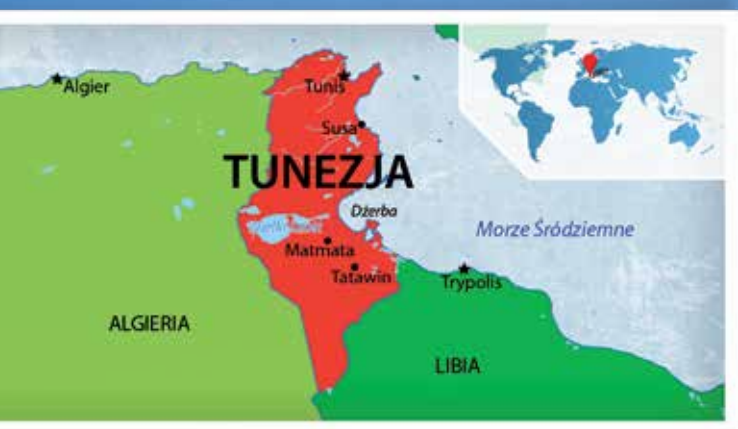 Algier
Tunis
Susa
TUNEZJA
Dżerba
Morze Śródziemne
Matmata
Tatawin
Trypolis
ALGIERIA
LIBIA